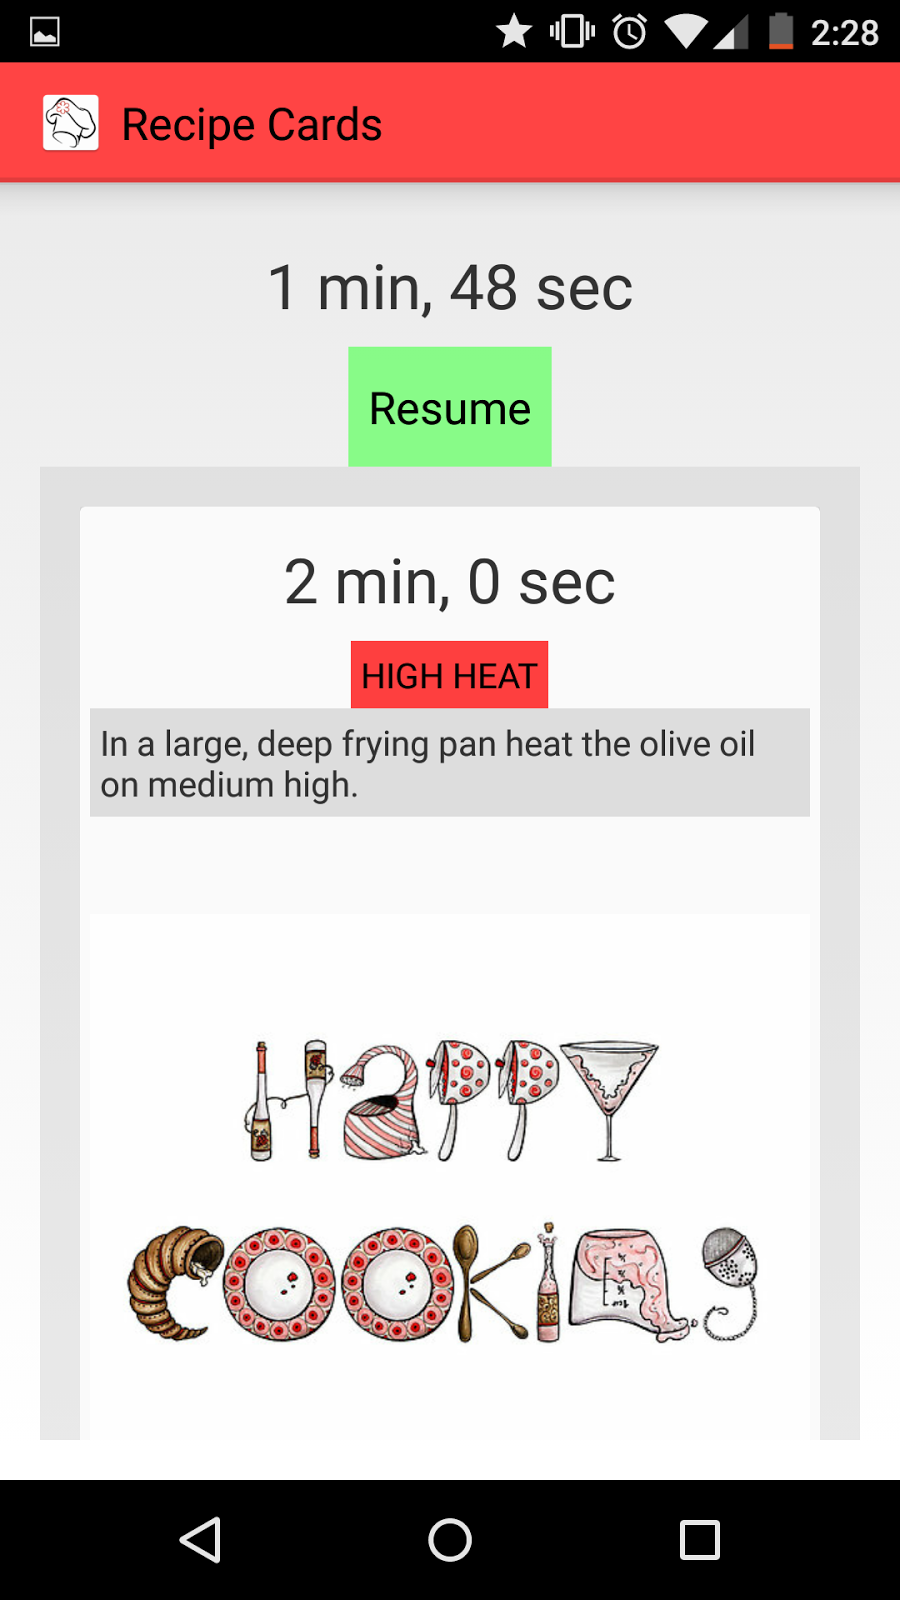 2:28
Recipe Cards
1 min, 48 sec
Resume
2 min, 0 sec
HIGH HEAT
In a large, deep frying pan heat the olive oil
on medium high.
HAPPY
COOKING